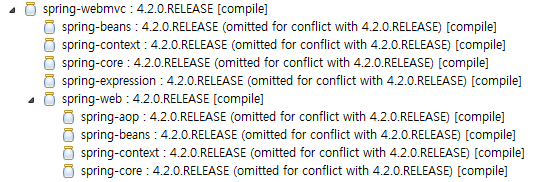 spring-webmvc : 4.2.0.RELEASE [compile]
spring-beans : 4.2.0.RELEASE (omitted for conflict with 4.2.0.RELEASE) [compile]
spring-context : 4.2.0.RELEASE (omitted for conflict with 4.2.0.RELEASE) [compile]
spring-core : 4.2.0.RELEASE (omitted for conflict with 4.2.0.RELEASE) [compile]
spring-expression : 4.2.0.RELEASE (omitted for conflict with 4.2.0.RELEASE) [compile]
spring-web : 4.2.0.RELEASE [compile]
spring-aop : 4.2.0.RELEASE (omitted for conflict with 4.2.0.RELEASE) [compile]
spring-beans : 4.2.0.RELEASE (omitted for conflict with 4.2.0.RELEASE) [compile]
spring-context : 4.2.0.RELEASE (omitted for conflict with 4.2.0.RELEASE) [compile]
spring-core : 4.2.0.RELEASE (omitted for conflict with 4.2.0.RELEASE) [compile]